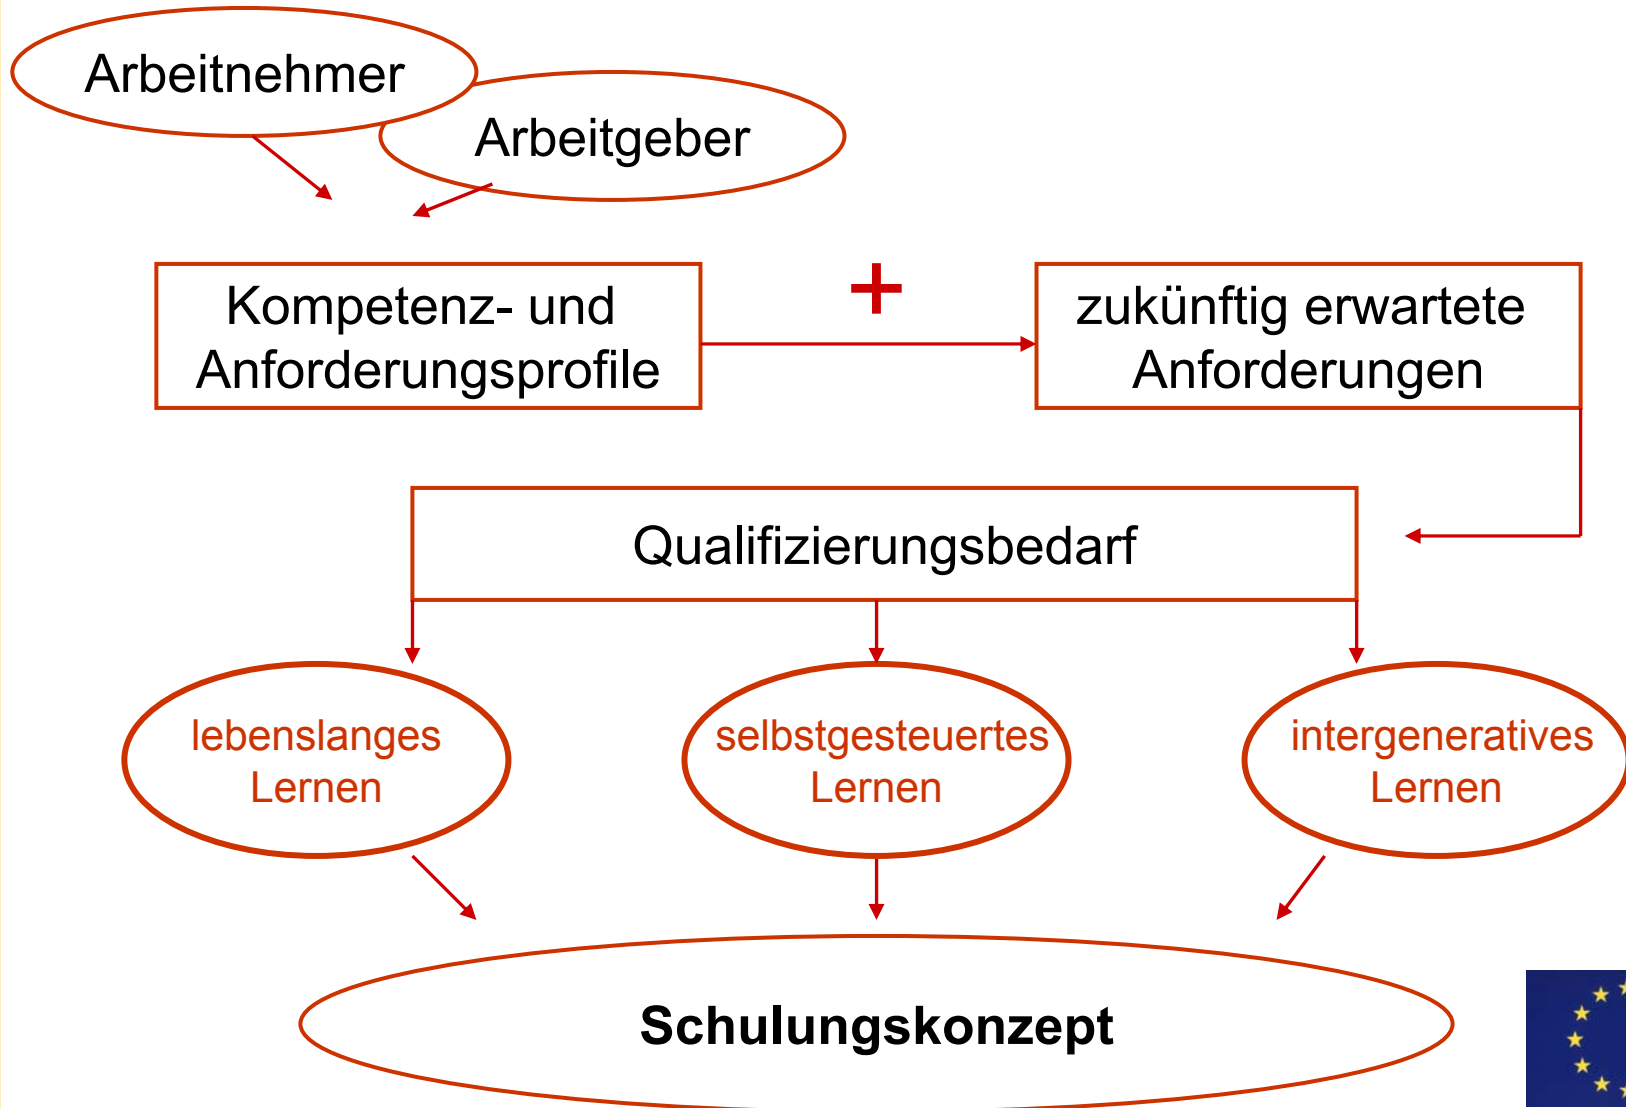 Arbeitnehmer
Arbeitgeber
Kompetenz- und
Anforderungsprofile
+
zukünftig erwartete
Anforderungen
Qualifizierungsbedarf
lebenslanges
Lernen
selbstgesteuertes
Lernen
intergeneratives
Lernen
Schulungskonzept